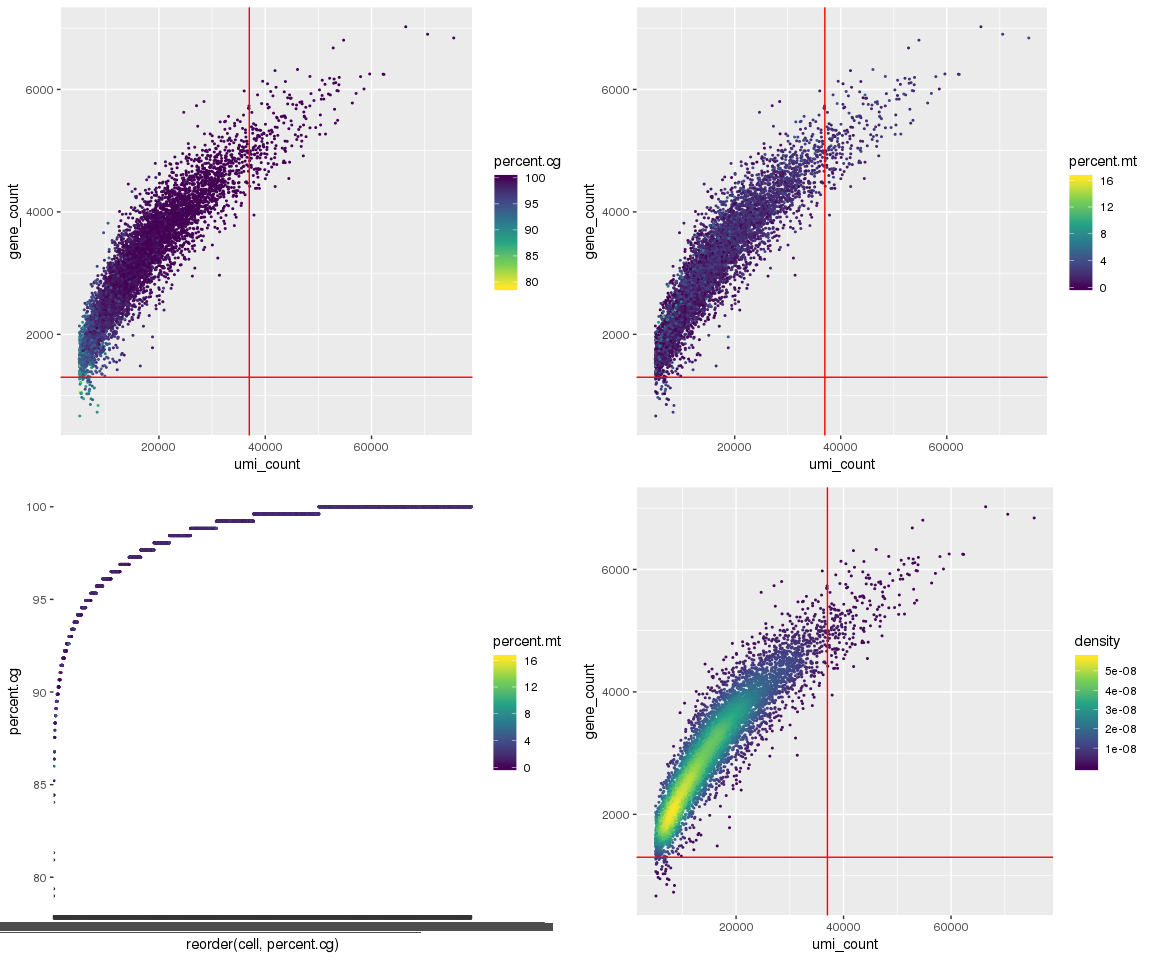 percent.cg
100
95
90
85
80
gene_count
6000
4000
2000
20000 40000 60000
umi_count
percent.mt
16
12
8
4
0
gene_count
6000
4000
2000
20000 40000 60000
umi_count
percent.cg
100
95
90
85
80
reorder(cell, percent.cg)
percent.mt
16
12
8
4
0
gene_count
6000
4000
2000
20000 40000 60000
umi_count
density
5e-08
4e-08
3e-08
2e-08
1e-08